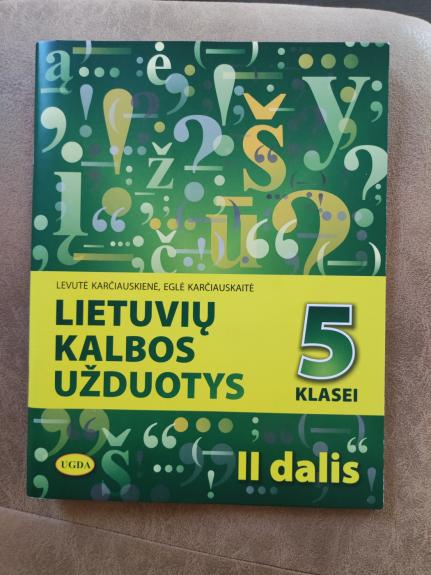 LEVUTĖ KARČIAUSKIENĖ, EGLĖ KARČIAUSKAITĖ
LIETUVIŲ
KALBOS
UŽDUOTYS
5
KLASEI
II dalis
UGDA